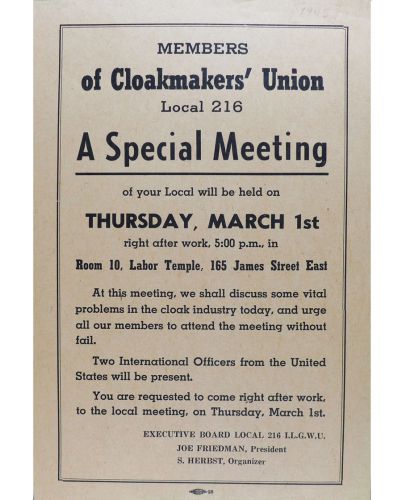 MEMBERS
of Cloakmakers' Union
Local 216
A Special Meeting
of your Local will be held on
THURSDAY, MARCH 1st
right after work, 5:00 p.m., in
Room 10, Labor Temple, 165 James Street East
At this meeting, we shall discuss some vital
problems in the cloak industry today, and urge
all our members to attend the meeting without
fail.
Two International Officers from the United
States will be present.
You are requested to come right after work,
to the local meeting, on Thursday, March 1st.
EXECUTIVE BOARD LOCAL 216 I.L.G.W.U.
JOE FRIEDMAN, President
S. HERBST, Organizer